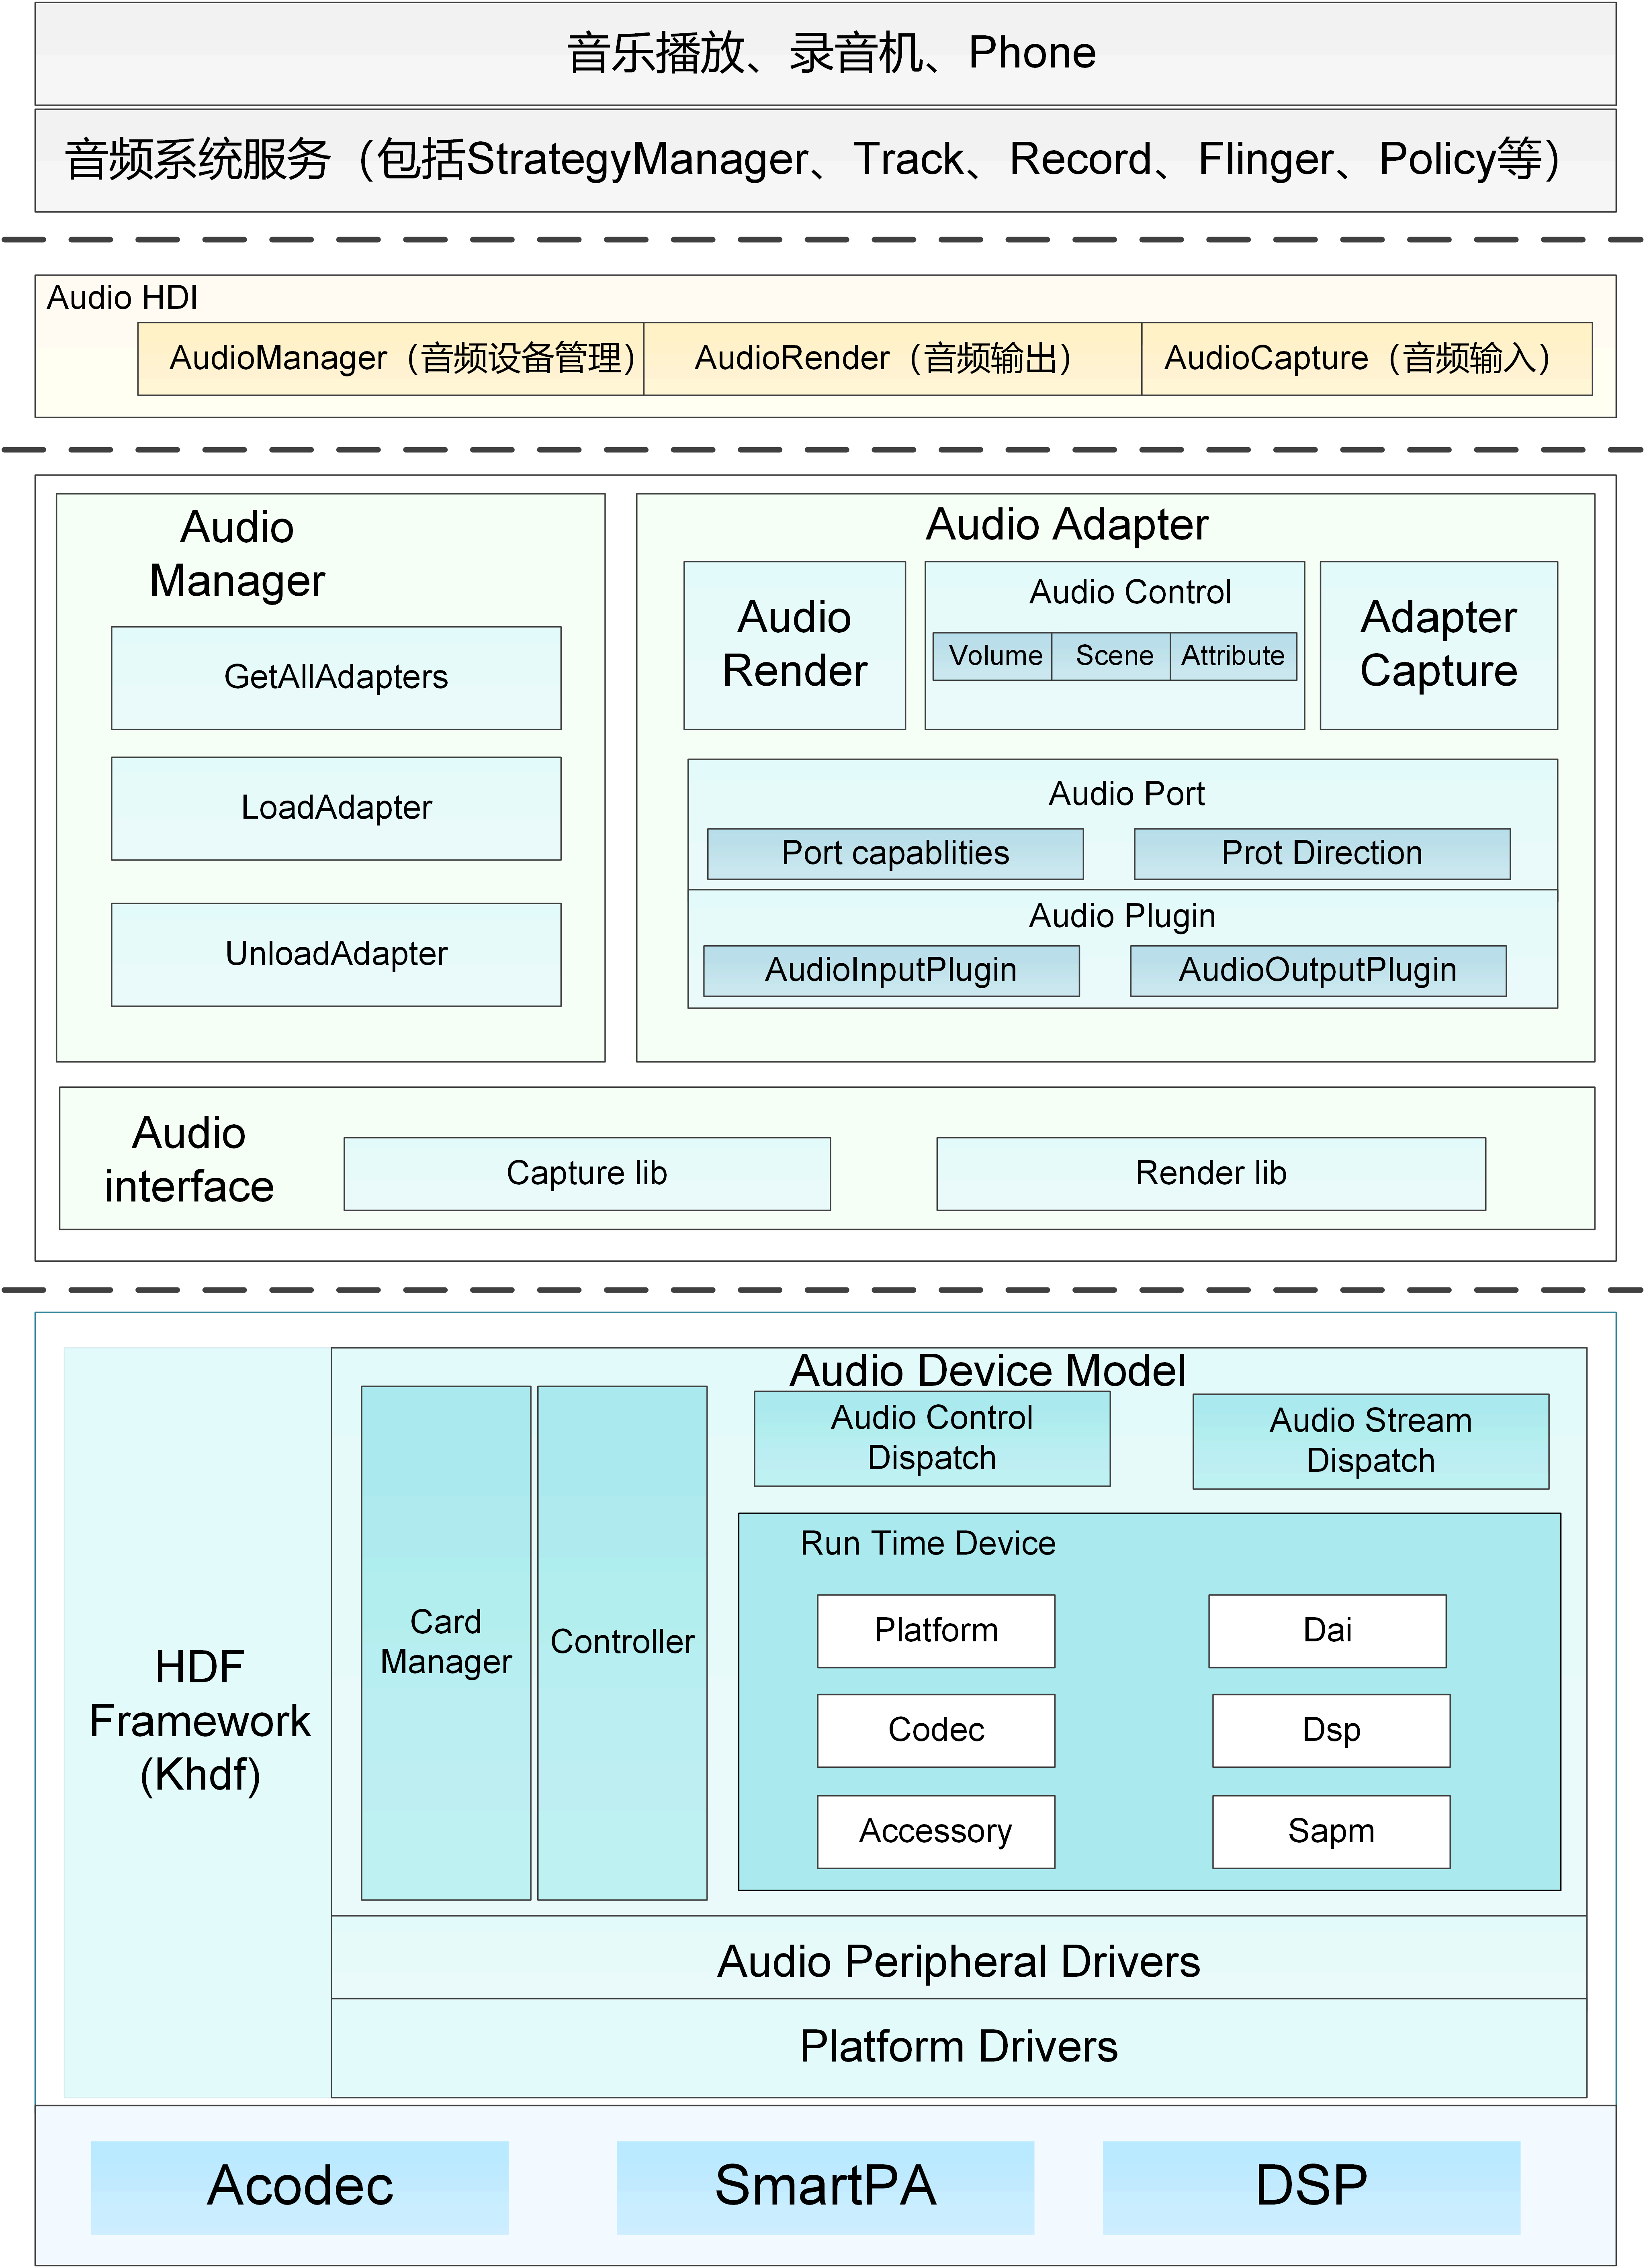 音乐播放、录音机、Phone
音频系统服务（包括StrategyManager、Track、Record、Flinger、Policy等）
Audio HDI
AudioManager（音频设备管理）
AudioRender（音频输出）
AudioCapture（音频输入）
Audio
Manager
GetAllAdapters
LoadAdapter
UnloadAdapter
Audio Adapter
Audio
Render
Audio Control
Volume
Scene
Attribute
Adapter
Capture
Audio Port
Port capablities
Prot Direction
Audio Plugin
AudioInputPlugin
AudioOutputPlugin
Audio
interface
Capture lib
Render lib
HDF
Framework
(Khdf)
Audio Device Model
Card
Manager
Controller
Audio Control
Dispatch
Audio Stream
Dispatch
Run Time Device
Platform
Dai
Codec
Dsp
Accessory
Sapm
Audio Peripheral Drivers
Platform Drivers
Acodec
SmartPA
DSP